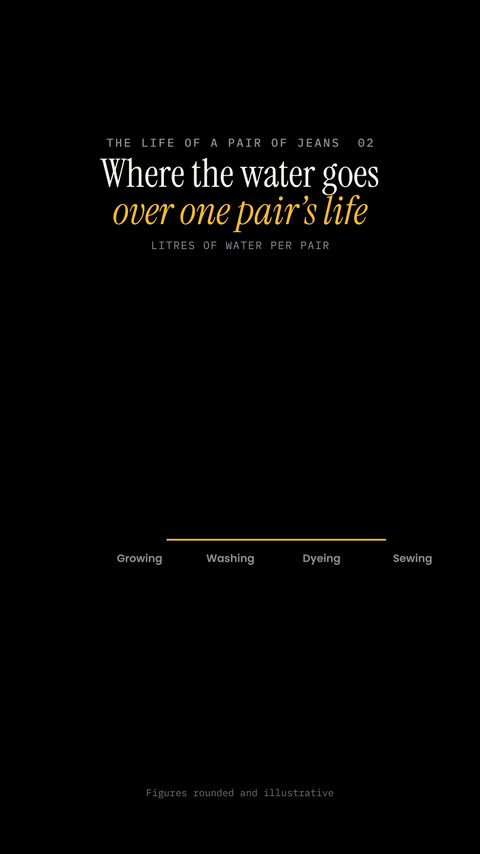 THE LIFE OF A PAIR OF JEANS 02
Where the water goes
over one pair’s life
LITRES OF WATER PER PAIR
Growing Washing Dyeing Sewing
Figures rounded and illustrative